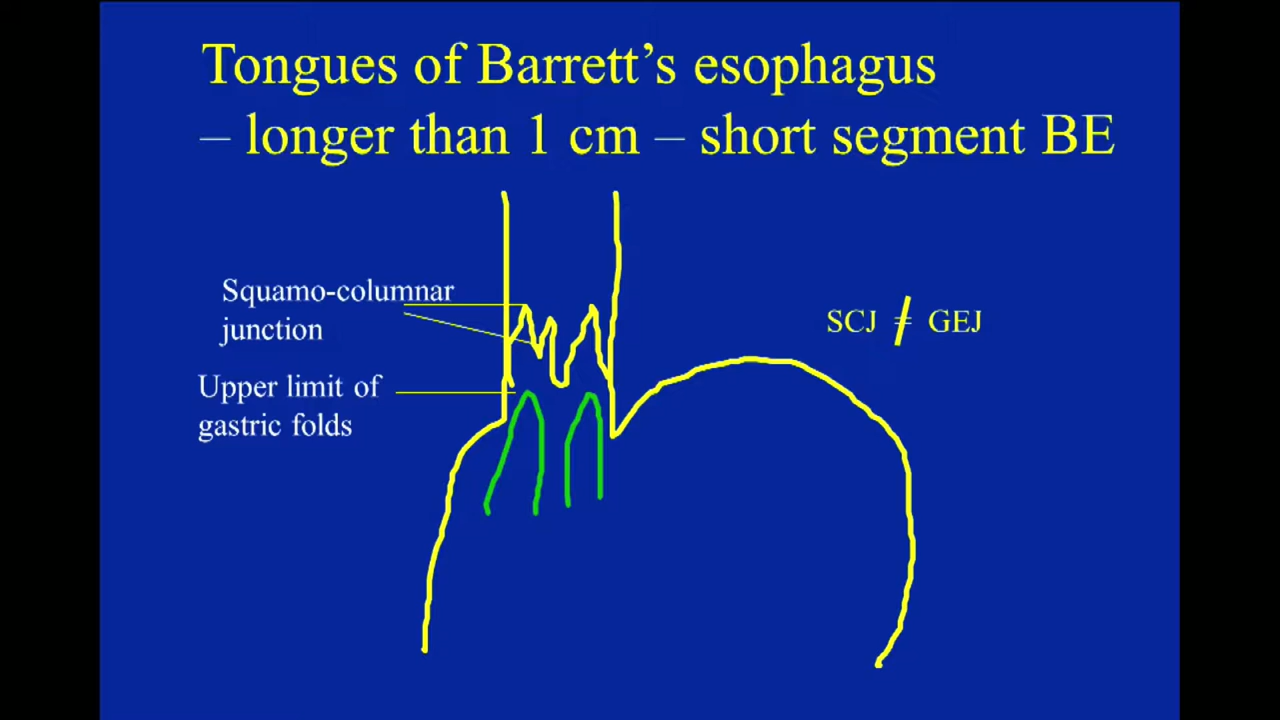 Tongues of Barrett’s esophagus
– longer than 1 cm – short segment BE
Squamo-columnar
junction
SCJ ≠ GEJ
Upper limit of
gastric folds